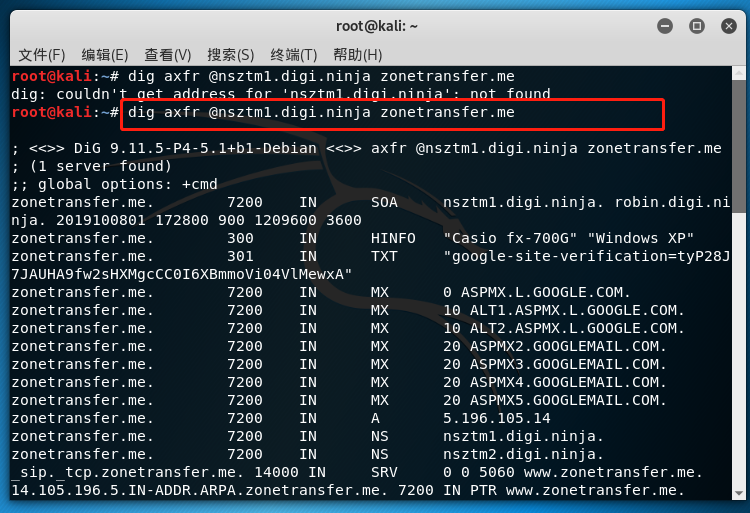 root@kali: ~
文件(F) 编辑(E) 查看(V) 搜索(S) 终端(T) 帮助(H)
root@kali:~# dig axfr @nsztm1.digi.ninja zonetransfer.me
dig: couldn't get address for 'nsztm1.digi.ninja': not found
root@kali:~# dig axfr @nsztm1.digi.ninja zonetransfer.me
; <<>> DiG 9.11.5-P4-5.1+b1-Debian <<>> axfr @nsztm1.digi.ninja zonetransfer.me
; (1 server found)
;; global options: +cmd
zonetransfer.me. 7200 IN SOA nsztm1.digi.ninja. robin.digi.ni
nja. 2019100801 172800 900 1209600 3600
zonetransfer.me. 300 IN HINFO "Casio fx-700G" "Windows XP"
zonetransfer.me. 301 IN TXT "google-site-verification=tyP28J
7JAUHA9fw2sHXMgcCC0I6XBmmoVi04VlMewxA"
zonetransfer.me. 7200 IN MX 0 ASPMX.L.GOOGLE.COM.
zonetransfer.me. 7200 IN MX 10 ALT1.ASPMX.L.GOOGLE.COM.
zonetransfer.me. 7200 IN MX 10 ALT2.ASPMX.L.GOOGLE.COM.
zonetransfer.me. 7200 IN MX 20 ASPMX2.GOOGLEMAIL.COM.
zonetransfer.me. 7200 IN MX 20 ASPMX3.GOOGLEMAIL.COM.
zonetransfer.me. 7200 IN MX 20 ASPMX4.GOOGLEMAIL.COM.
zonetransfer.me. 7200 IN MX 20 ASPMX5.GOOGLEMAIL.COM.
zonetransfer.me. 7200 IN A 5.196.105.14
zonetransfer.me. 7200 IN NS nsztm1.digi.ninja.
zonetransfer.me. 7200 IN NS nsztm2.digi.ninja.
_sip._tcp.zonetransfer.me. 14000 IN SRV 0 0 5060 www.zonetransfer.me.
14.105.196.5.IN-ADDR.ARPA.zonetransfer.me. 7200 IN PTR www.zonetransfer.me.